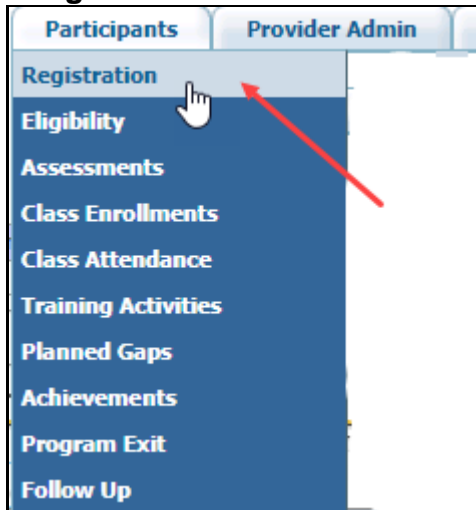 Participants Provider Admin
Registration
Eligibility
Assessments
Class Enrollments
Class Attendance
Training Activities
Planned Gaps
Achievements
Program Exit
Follow Up